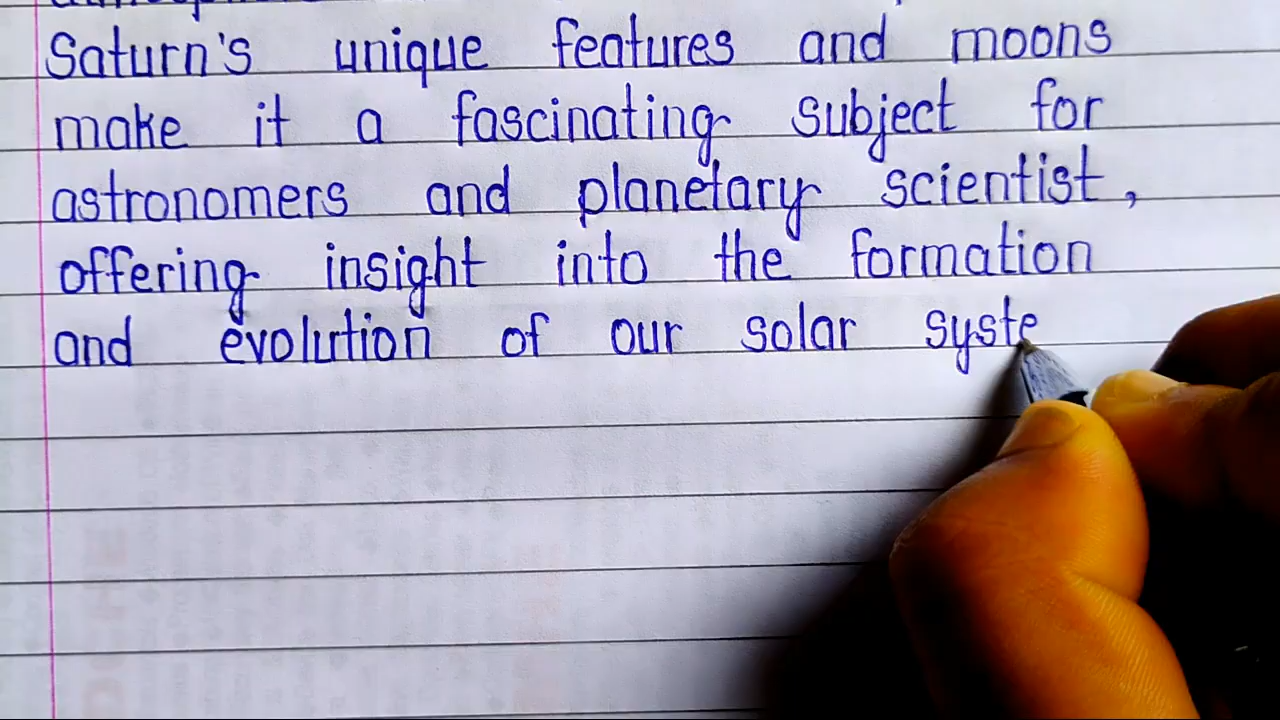 Saturn's unique features and moons
make it a fascinating subject for
astronomers and planetary scientist,
offering insight into the formation
and evolution of our solar syste